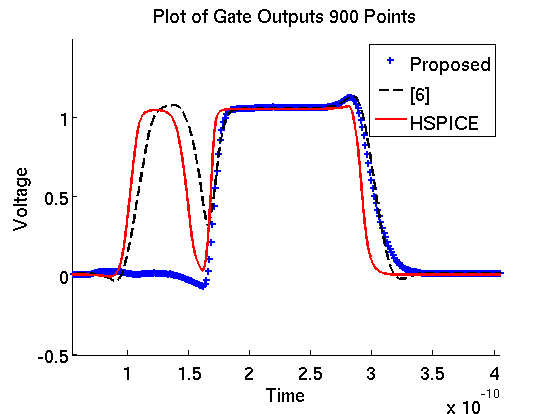 Plot of Gate Outputs 900 Points
Proposed
[6]
HSPICE
Voltage
1
0.5
0
-0.5
1 1.5 2 2.5 3 3.5 4
Time
x 10^-10